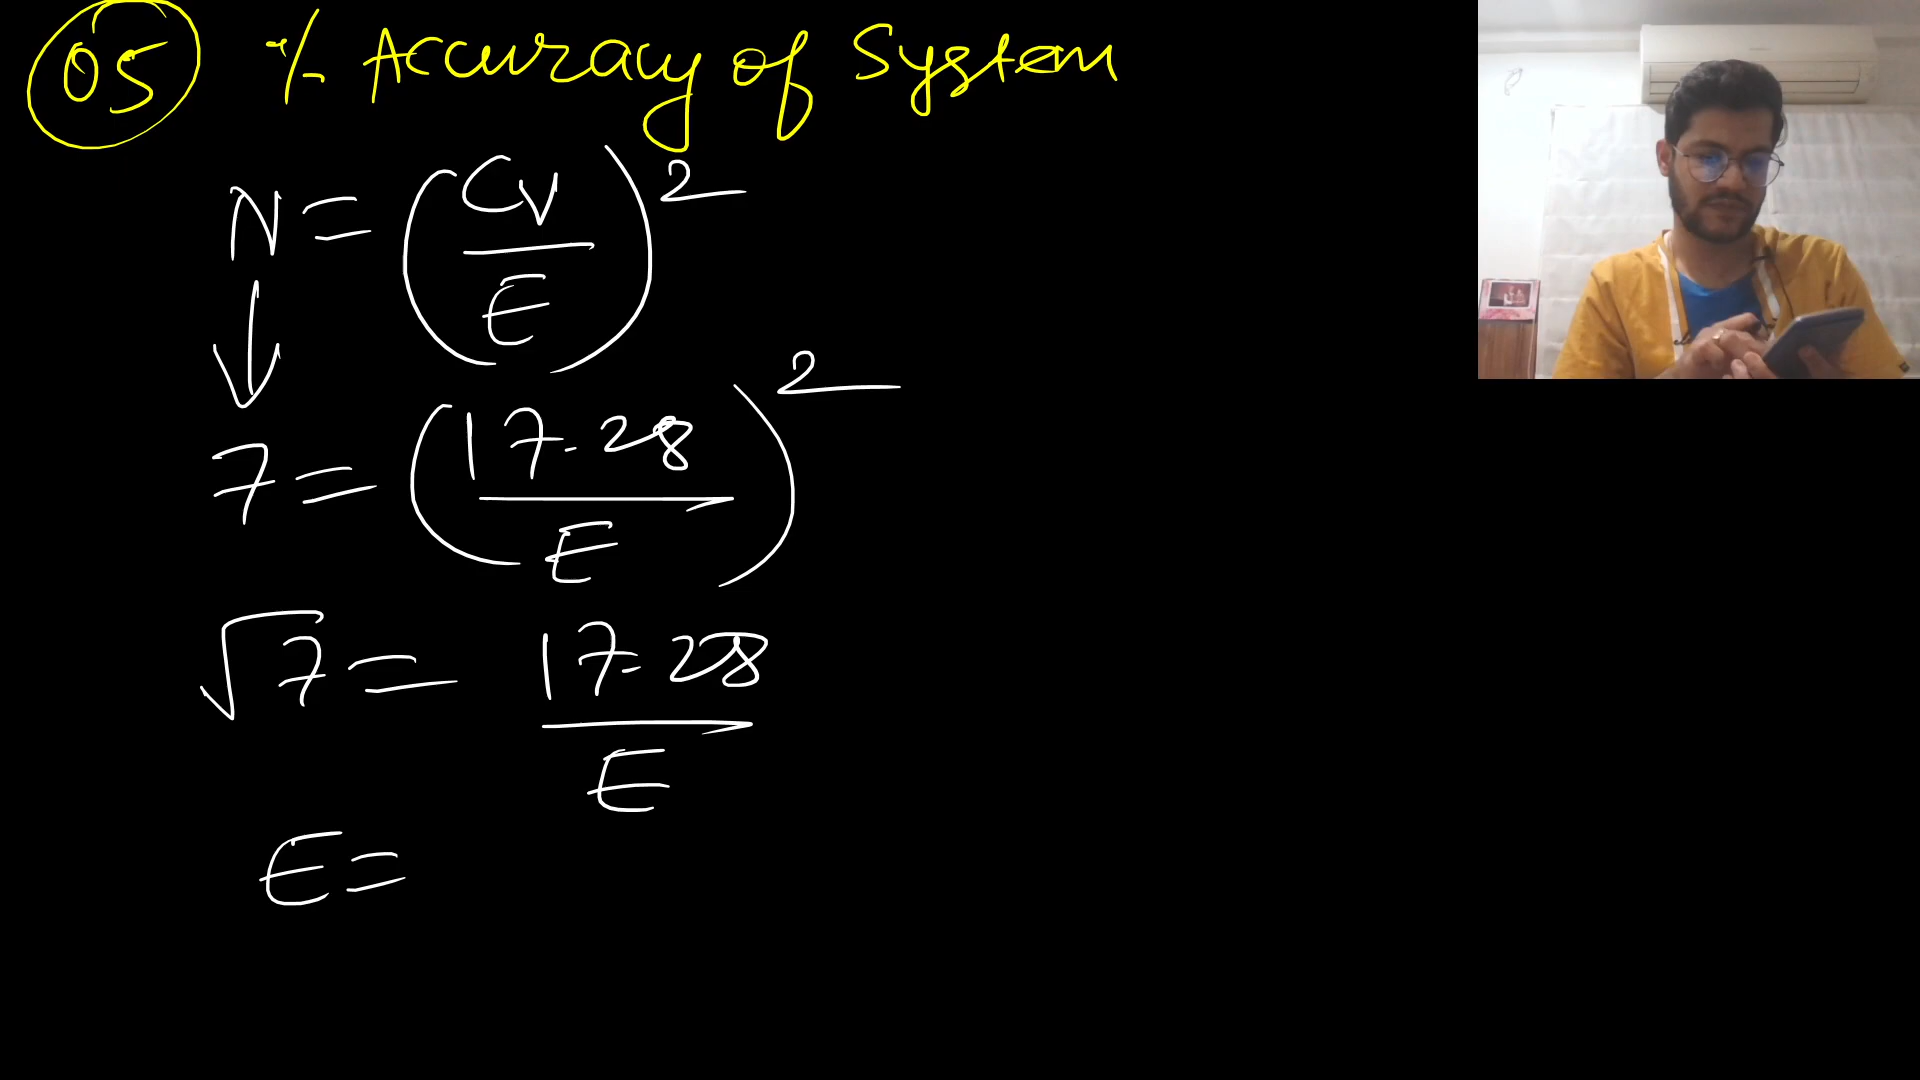 05 % Accuracy of System
N = (Cv / E)²
7 = (17.28 / E)²
√7 = 17.28 / E
E =